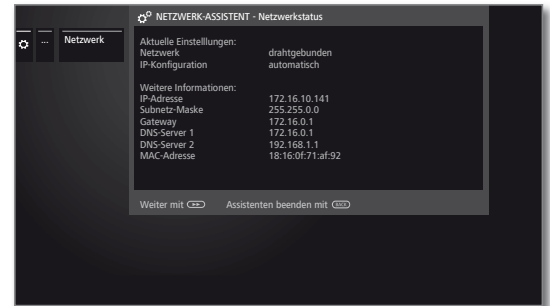 NETZWERK-ASSISTENT - Netzwerkstatus
... Netzwerk
Aktuelle Einstelllungen:
Netzwerk drahtgebunden
IP-Konfiguration automatisch
Weitere Informationen:
IP-Adresse 172.16.10.141
Subnetz-Maske 255.255.0.0
Gateway 172.16.0.1
DNS-Server 1 172.16.0.1
DNS-Server 2 192.168.1.1
MAC-Adresse 18:16:0f:71:af:92
Weiter mit Assistenten beenden mit BACK